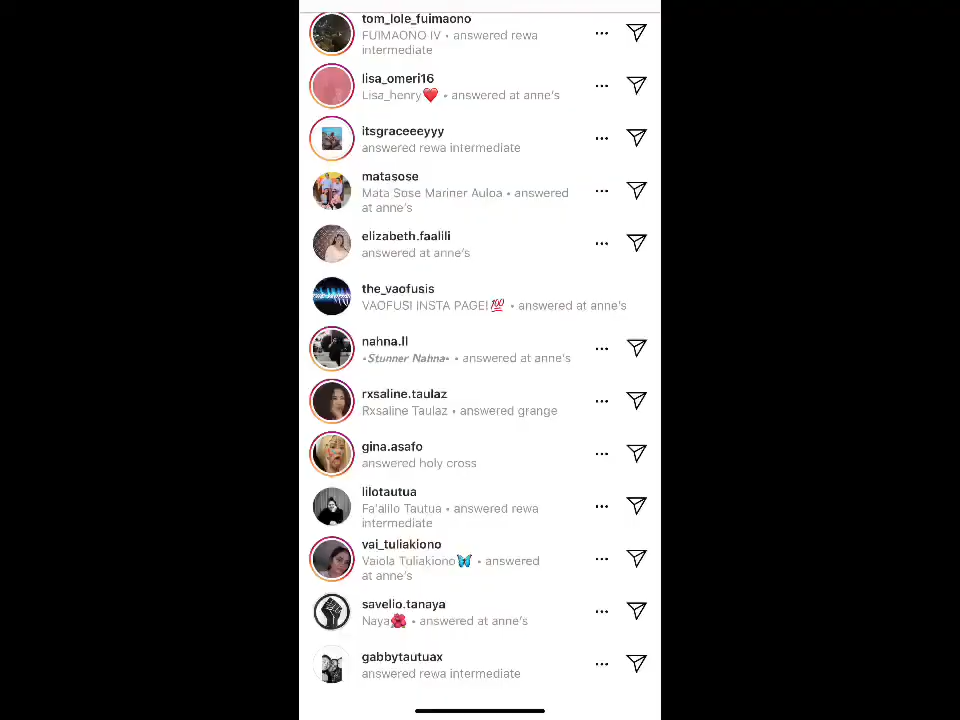 tom_lole_fuimaono
FUIMAONO IV • answered rewa
intermediate
lisa_omeri16
Lisa_henry❤️ • answered at anne's
itsgraceeeyyy
answered rewa intermediate
matasose
Mata Sose Mariner Auloa • answered
at anne's
elizabeth.faalili
answered at anne's
the_vaofusis
VAOFUSI INSTA PAGE!💯 • answered at anne's
nahna.ll
•Stunner Nahna• • answered at anne's
rxsaline.taulaz
Rxsaline Taulaz • answered grange
gina.asafo
answered holy cross
lilotautua
Fa'alilo Tautua • answered rewa
intermediate
vai_tuliakiono
Vaiola Tuliakiono🦋 • answered
at anne's
savelio.tanaya
Naya🌺 • answered at anne's
gabbytautuax
answered rewa intermediate